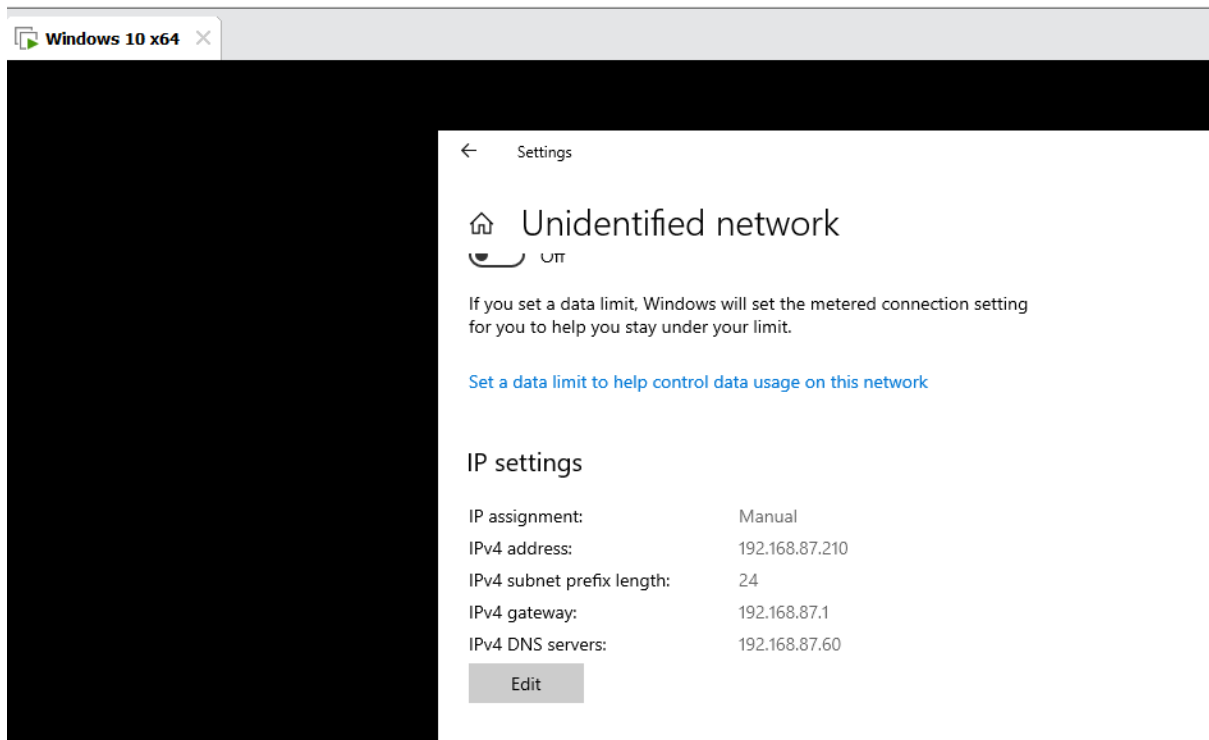 Windows 10 x64
Settings
Unidentified network
Off
If you set a data limit, Windows will set the metered connection setting
for you to help you stay under your limit.
Set a data limit to help control data usage on this network
IP settings
IP assignment: Manual
IPv4 address: 192.168.87.210
IPv4 subnet prefix length: 24
IPv4 gateway: 192.168.87.1
IPv4 DNS servers: 192.168.87.60
Edit